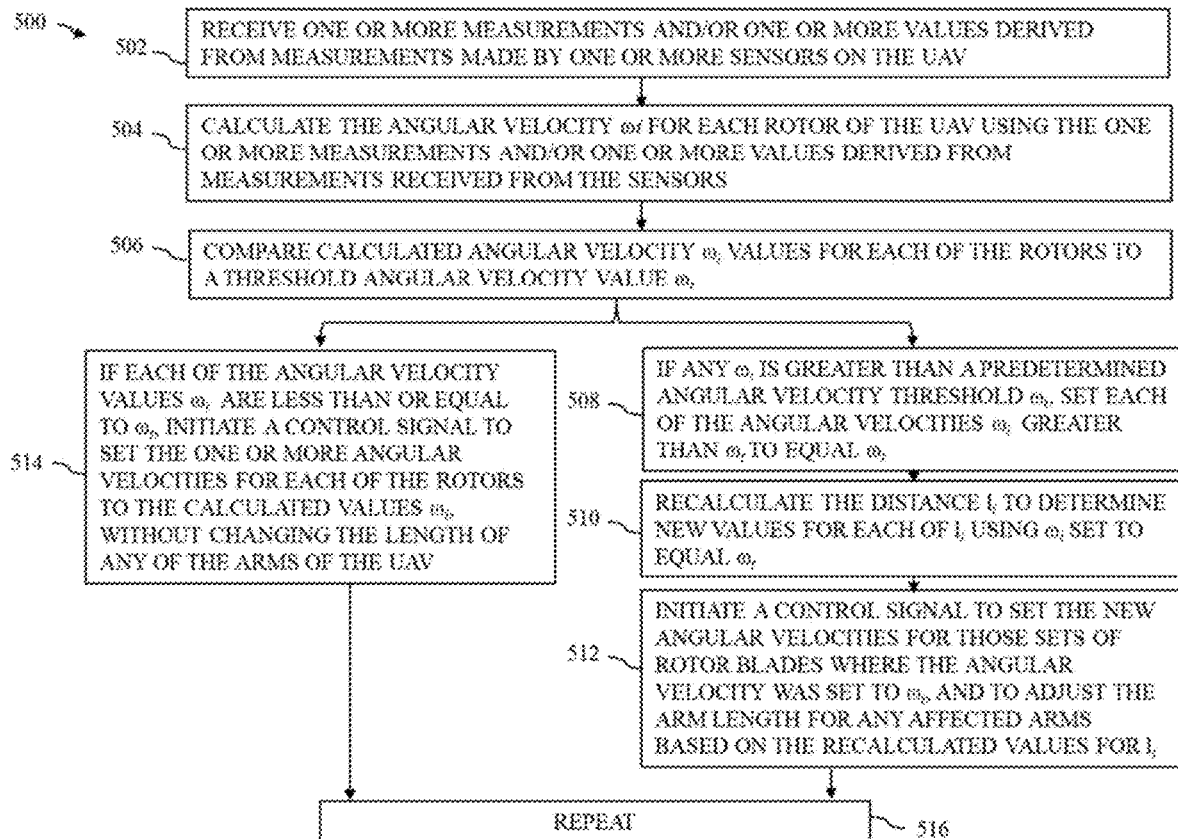 500
502
RECEIVE ONE OR MORE MEASUREMENTS AND/OR ONE OR MORE VALUES DERIVED
FROM MEASUREMENTS MADE BY ONE OR MORE SENSORS ON THE UAV
504
CALCULATE THE ANGULAR VELOCITY ωi FOR EACH ROTOR OF THE UAV USING THE ONE
OR MORE MEASUREMENTS AND/OR ONE OR MORE VALUES DERIVED FROM
MEASUREMENTS RECEIVED FROM THE SENSORS
506
COMPARE CALCULATED ANGULAR VELOCITY ωᵢ VALUES FOR EACH OF THE ROTORS TO
A THRESHOLD ANGULAR VELOCITY VALUE ωₜ
514
IF EACH OF THE ANGULAR VELOCITY
VALUES ωᵢ ARE LESS THAN OR EQUAL
TO ωₜ, INITIATE A CONTROL SIGNAL TO
SET THE ONE OR MORE ANGULAR
VELOCITIES FOR EACH OF THE ROTORS
TO THE CALCULATED VALUES ωᵢ,
WITHOUT CHANGING THE LENGTH OF
ANY OF THE ARMS OF THE UAV
508
IF ANY ωᵢ IS GREATER THAN A PREDETERMINED
ANGULAR VELOCITY THRESHOLD ωₜ, SET EACH
OF THE ANGULAR VELOCITIES ωᵢ GREATER
THAN ωₜ TO EQUAL ωₜ
510
RECALCULATE THE DISTANCE lᵢ TO DETERMINE
NEW VALUES FOR EACH OF lᵢ USING ωᵢ SET TO
EQUAL ωₜ
512
INITIATE A CONTROL SIGNAL TO SET THE NEW
ANGULAR VELOCITIES FOR THOSE SETS OF
ROTOR BLADES WHERE THE ANGULAR
VELOCITY WAS SET TO ωₜ, AND TO ADJUST THE
ARM LENGTH FOR ANY AFFECTED ARMS
BASED ON THE RECALCULATED VALUES FOR lᵢ
REPEAT
516